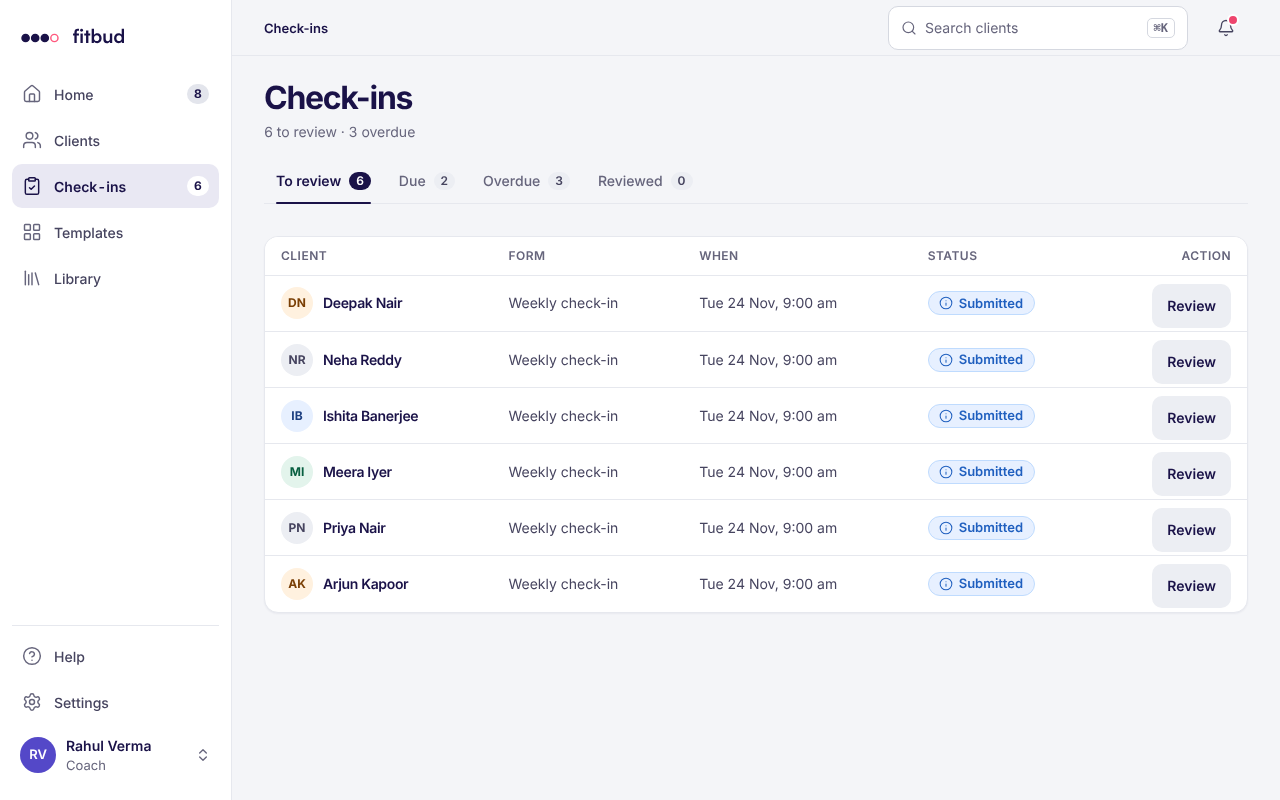 fitbud
Home 8
Clients
Check-ins 6
Templates
Library
Help
Settings
RV Rahul Verma
Coach
Check-ins
Search clients ⌘K
Check-ins
6 to review · 3 overdue
To review 6 Due 2 Overdue 3 Reviewed 0
CLIENT FORM WHEN STATUS ACTION
DN Deepak Nair Weekly check-in Tue 24 Nov, 9:00 am Submitted Review
NR Neha Reddy Weekly check-in Tue 24 Nov, 9:00 am Submitted Review
IB Ishita Banerjee Weekly check-in Tue 24 Nov, 9:00 am Submitted Review
MI Meera Iyer Weekly check-in Tue 24 Nov, 9:00 am Submitted Review
PN Priya Nair Weekly check-in Tue 24 Nov, 9:00 am Submitted Review
AK Arjun Kapoor Weekly check-in Tue 24 Nov, 9:00 am Submitted Review